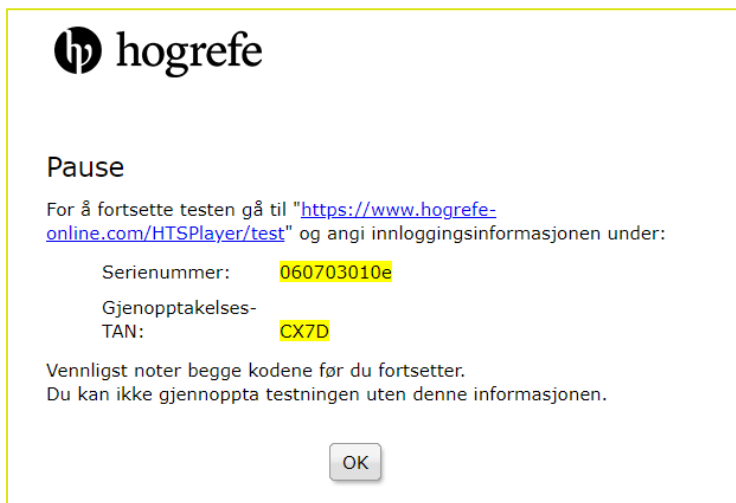 hogrefe
Pause
For å fortsette testen gå til "https://www.hogrefe-
online.com/HTSPlayer/test" og angi innloggingsinformasjonen under:
Serienummer: 060703010e
Gjenopptakelses-
TAN: CX7D
Vennligst noter begge kodene før du fortsetter.
Du kan ikke gjennoppta testningen uten denne informasjonen.
OK